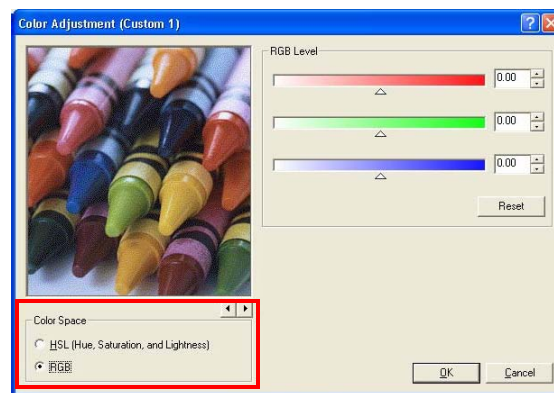 Color Adjustment (Custom 1)
RGB Level
0.00
0.00
0.00
Reset
Color Space
HSL (Hue, Saturation, and Lightness)
RGB
OK
Cancel